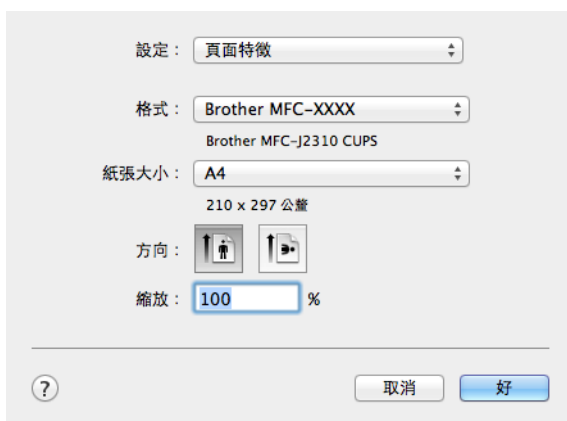 設定： 頁面特徵
格式： Brother MFC-XXXX
Brother MFC-J2310 CUPS
紙張大小： A4
210 x 297 公釐
方向：
縮放： 100 %
? 取消 好